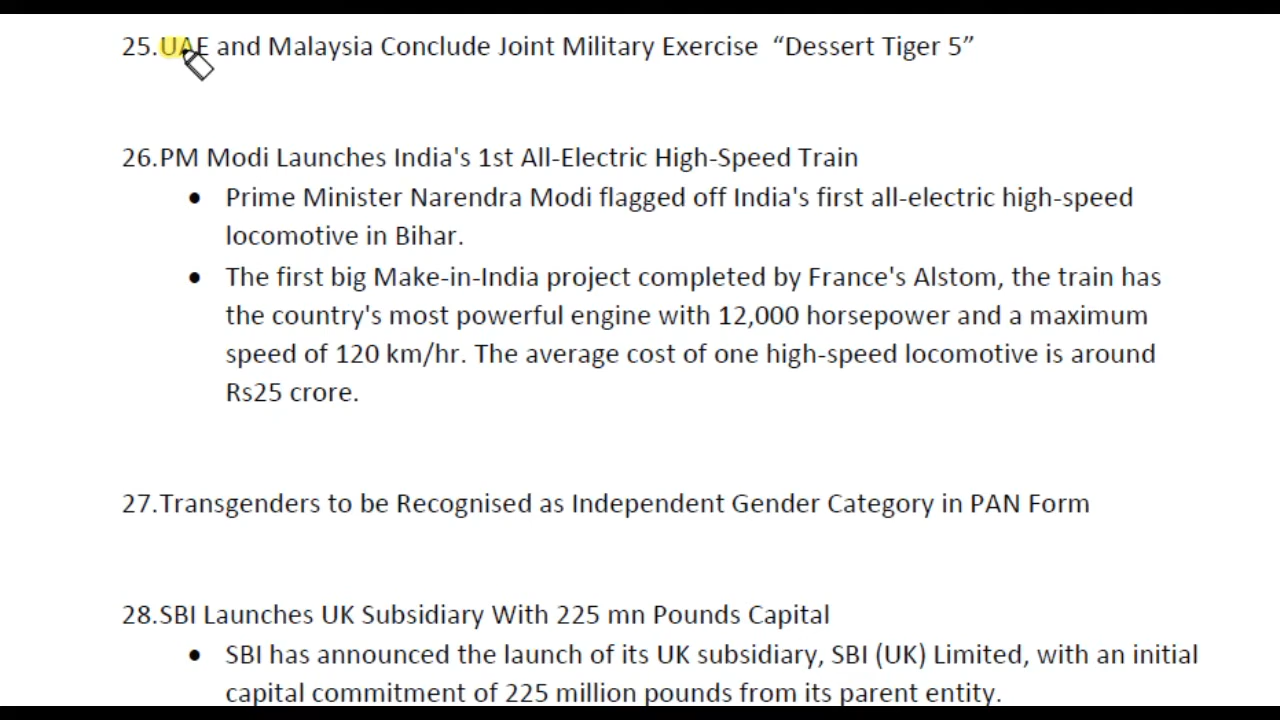 25.UAE and Malaysia Conclude Joint Military Exercise “Dessert Tiger 5”
26.PM Modi Launches India's 1st All-Electric High-Speed Train
• Prime Minister Narendra Modi flagged off India's first all-electric high-speed
locomotive in Bihar.
• The first big Make-in-India project completed by France's Alstom, the train has
the country's most powerful engine with 12,000 horsepower and a maximum
speed of 120 km/hr. The average cost of one high-speed locomotive is around
Rs25 crore.
27.Transgenders to be Recognised as Independent Gender Category in PAN Form
28.SBI Launches UK Subsidiary With 225 mn Pounds Capital
• SBI has announced the launch of its UK subsidiary, SBI (UK) Limited, with an initial
capital commitment of 225 million pounds from its parent entity.